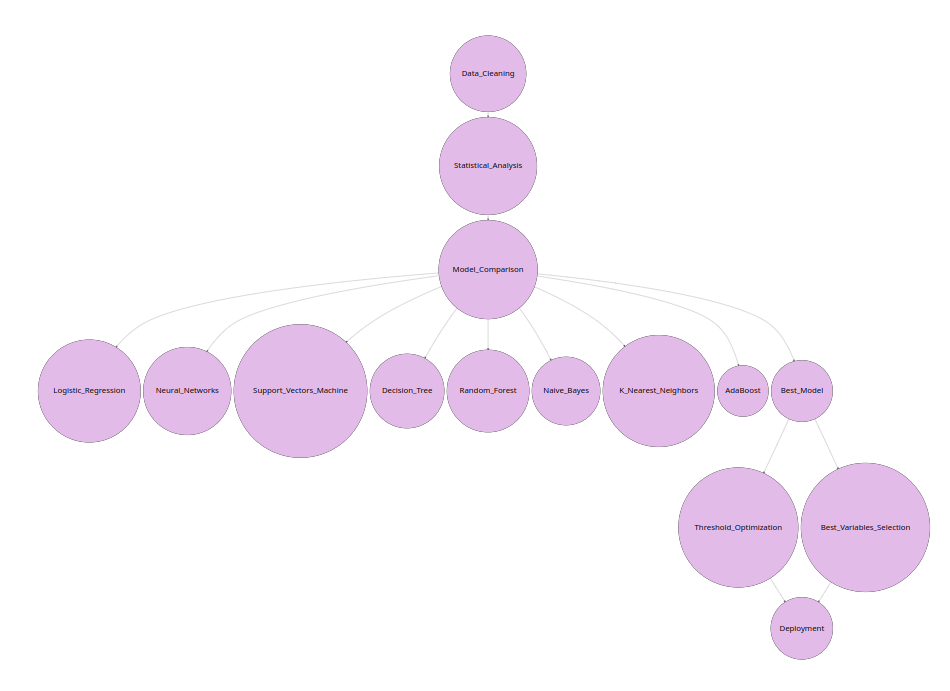 Data_Cleaning
Statistical_Analysis
Model_Comparison
Logistic_Regression
Neural_Networks
Support_Vectors_Machine
Decision_Tree
Random_Forest
Naive_Bayes
K_Nearest_Neighbors
AdaBoost
Best_Model
Threshold_Optimization
Best_Variables_Selection
Deployment